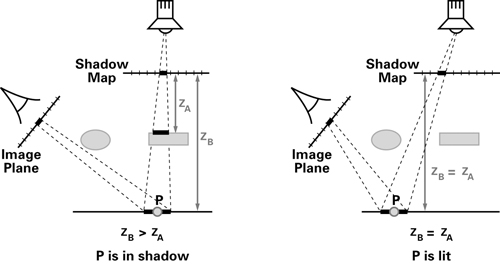 Shadow
Map
Z_A
Z_B
Image
Plane
P
Z_B > Z_A
P is in shadow
Shadow
Map
Image
Plane
Z_B = Z_A
P
Z_B = Z_A
P is lit